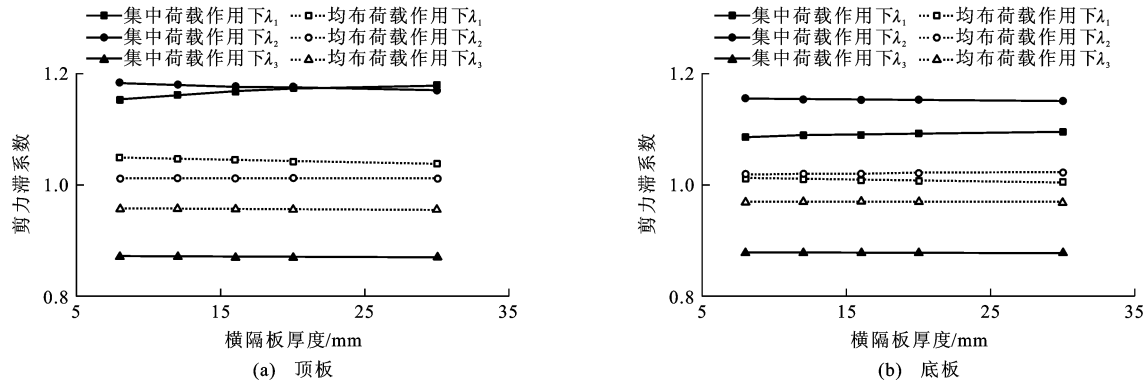 集中荷载作用下λ1 均布荷载作用下λ1
集中荷载作用下λ2 均布荷载作用下λ2
集中荷载作用下λ3 均布荷载作用下λ3
1.2
1.0
0.8
剪力滞系数
5 15 25 35
横隔板厚度/mm
(a) 顶板
集中荷载作用下λ1 均布荷载作用下λ1
集中荷载作用下λ2 均布荷载作用下λ2
集中荷载作用下λ3 均布荷载作用下λ3
1.2
1.0
0.8
剪力滞系数
5 15 25 35
横隔板厚度/mm
(b) 底板